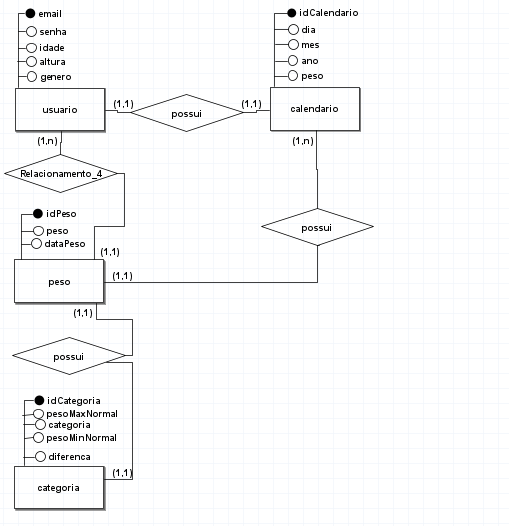 email
senha
idade
altura
genero
usuario
(1,1)
possui
(1,1)
idCalendario
dia
mes
ano
peso
calendario
(1,n)
(1,n)
Relacionamento_4
possui
idPeso
peso
dataPeso
(1,1)
peso
(1,1)
(1,1)
possui
idCategoria
pesoMaxNormal
categoria
pesoMinNormal
diferenca
(1,1)
categoria